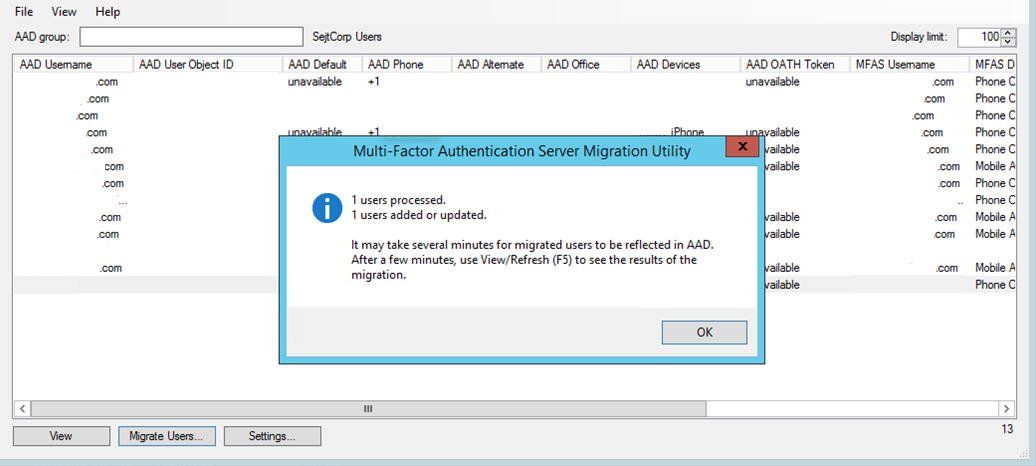 File View Help
AAD group: SejtCorp Users Display limit: 100
AAD Username AAD User Object ID AAD Default AAD Phone AAD Alternate AAD Office AAD Devices AAD OATH Token MFAS Username MFAS D
.com unavailable +1 unavailable .com Phone C
.com .com Phone C
.com .com Phone C
.com unavailable +1 iPhone unavailable .com Phone C
.com available .com Phone C
com available .com Mobile A
.com .com Phone C
... .. Phone C
.com available .com Mobile A
.com available .com Mobile A
.com available .com Mobile A
available Phone C
Multi-Factor Authentication Server Migration Utility
x
1 users processed.
1 users added or updated.
It may take several minutes for migrated users to be reflected in AAD.
After a few minutes, use View/Refresh (F5) to see the results of the
migration.
OK
View Migrate Users... Settings... 13